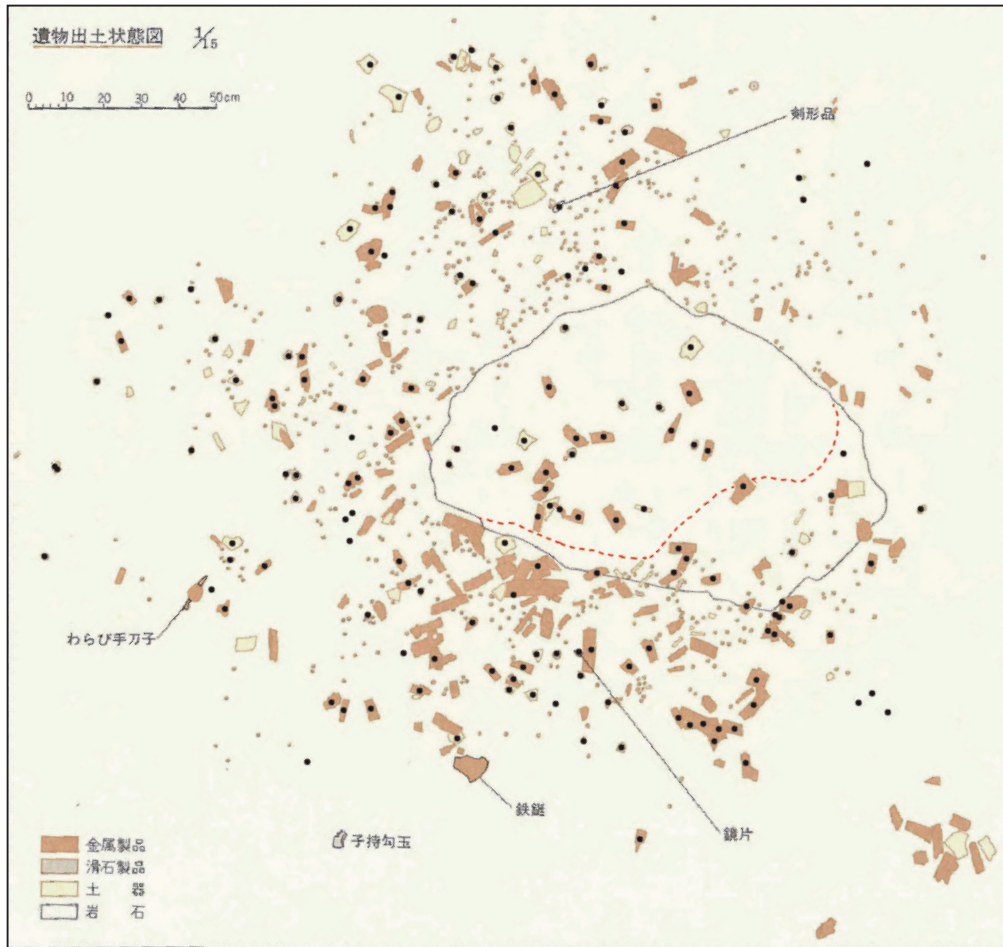 遺物出土状態図 1/15
0 10 20 30 40 50cm
剣形品
わらび手刀子
鉄鋌
鏡片
子持勾玉
金属製品
滑石製品
土器
岩石